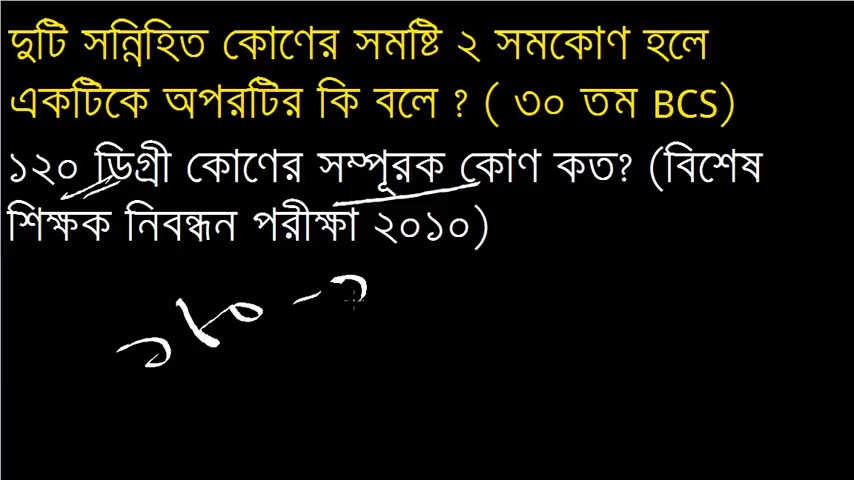 দুটি সন্নিহিত কোণের সমষ্টি ২ সমকোণ হলে
একটিকে অপরটির কি বলে ? ( ৩০ তম BCS)
১২০ ডিগ্রী কোণের সম্পূরক কোণ কত? (বিশেষ
শিক্ষক নিবন্ধন পরীক্ষা ২০১০)
১৮০ - ১